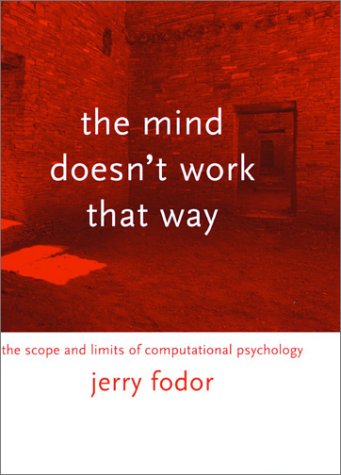 the mind
doesn't work
that way
the scope and limits of computational psychology
jerry fodor